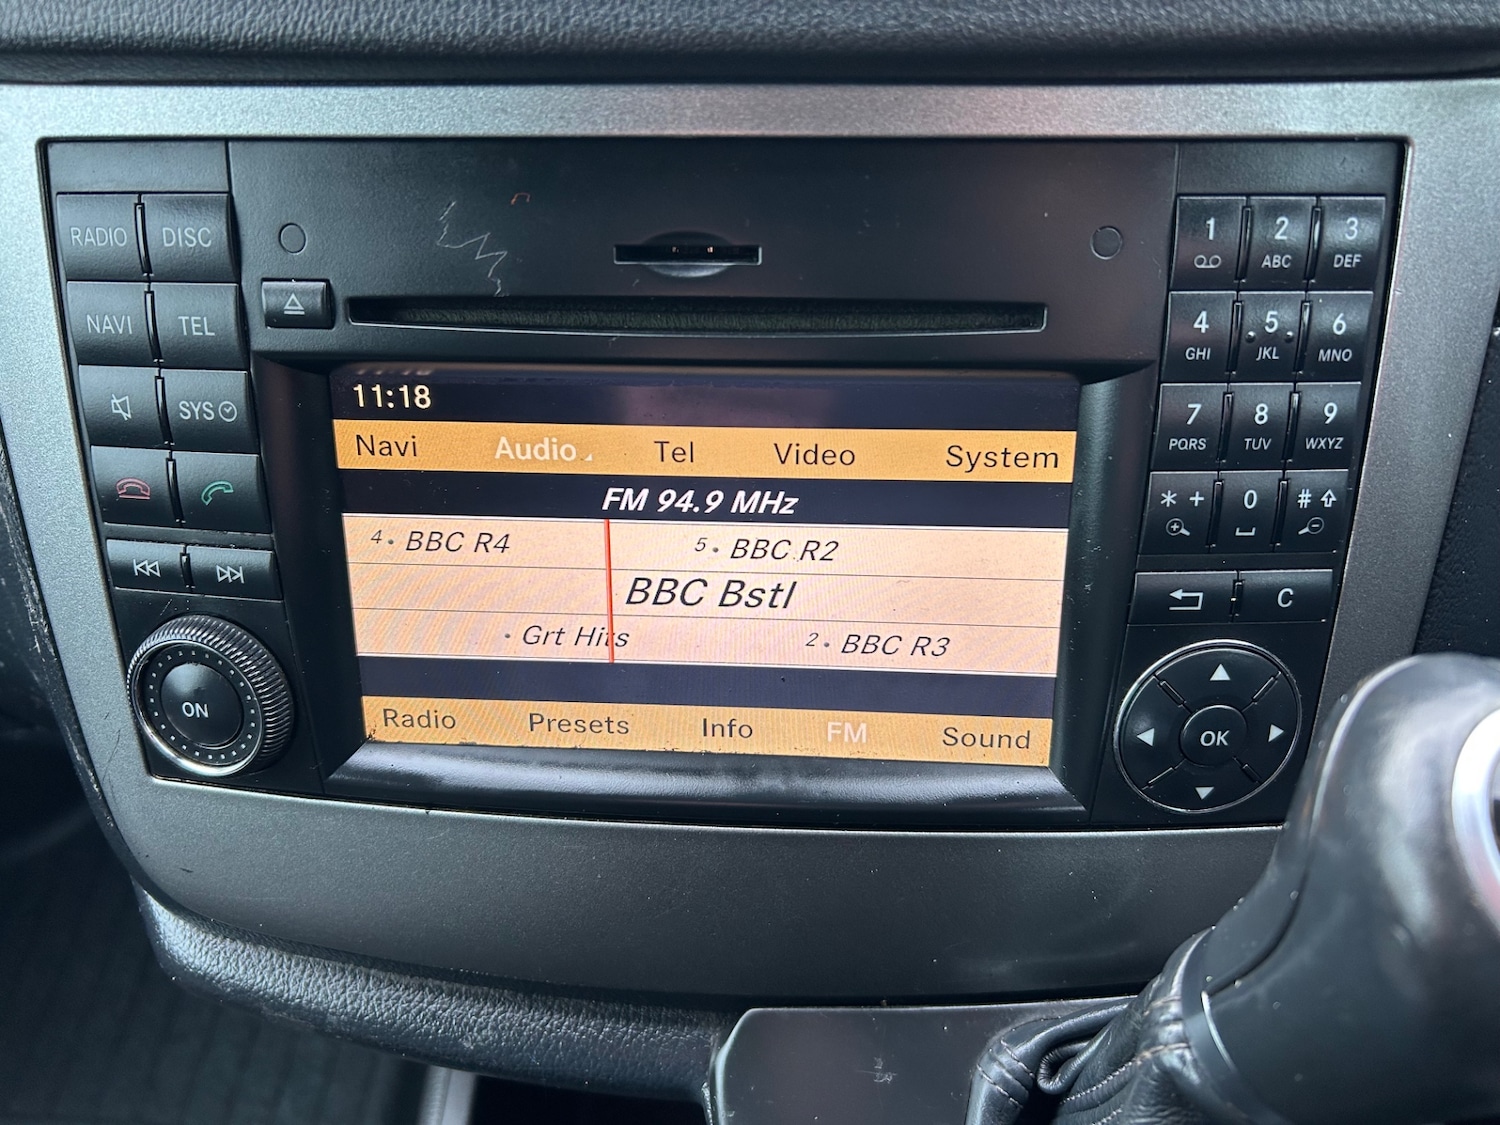 RADIO DISC
NAVI TEL
SYS
ON
11:18
Navi Audio Tel Video System
FM 94.9 MHz
4 • BBC R4 5 • BBC R2
BBC Bstl
• Grt Hits 2 • BBC R3
Radio Presets Info FM Sound
1 2 3
ABC DEF
4 5 6
GHI JKL MNO
7 8 9
PQRS TUV WXYZ
* + 0 #
C
OK